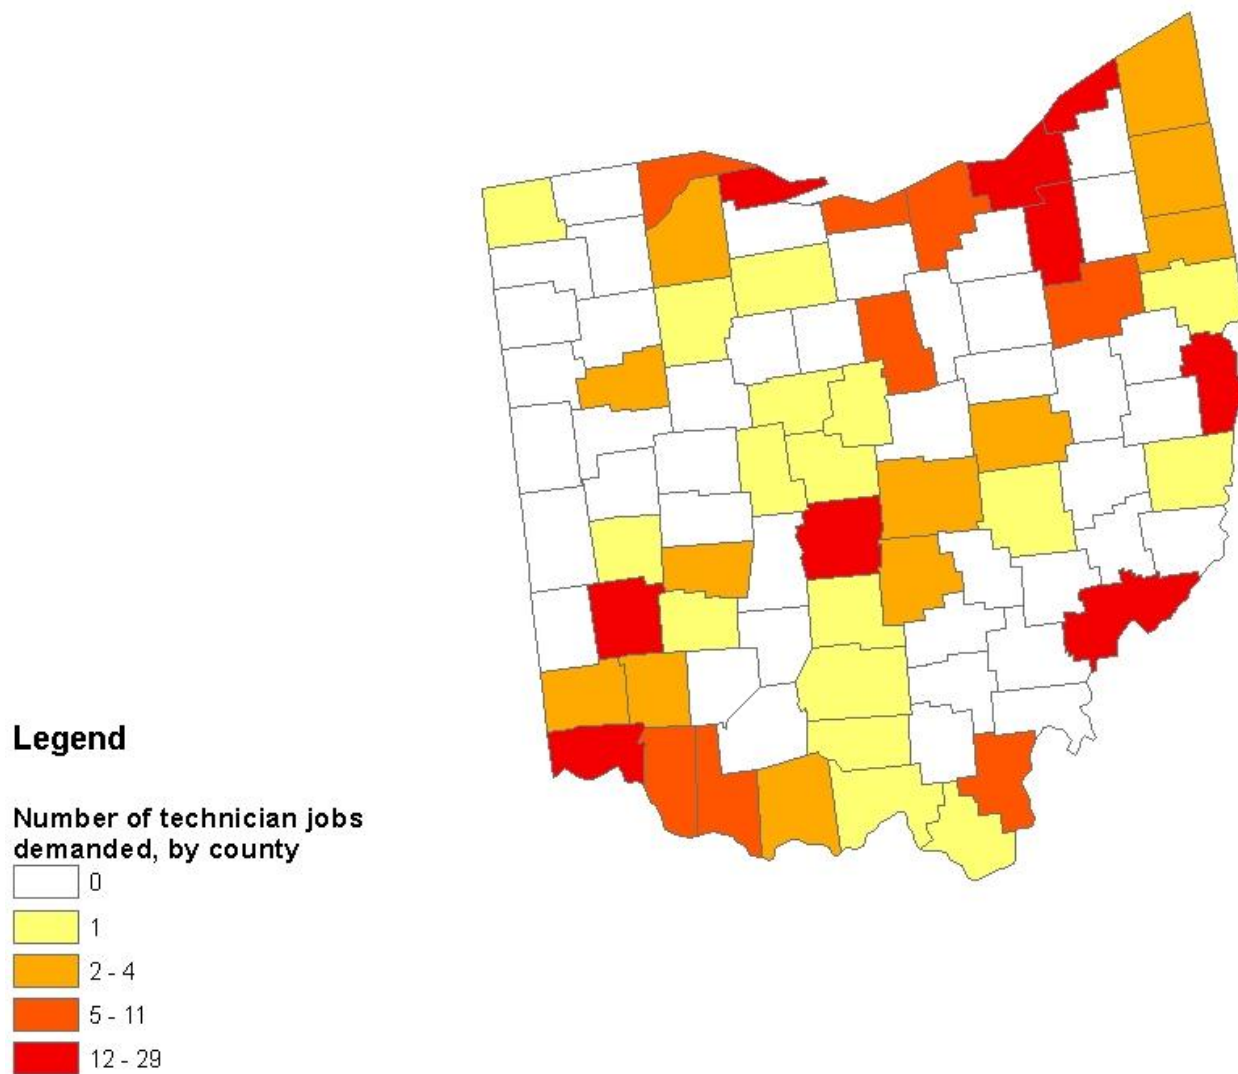 Legend
Number of technician jobs
demanded, by county
0
1
2 - 4
5 - 11
12 - 29